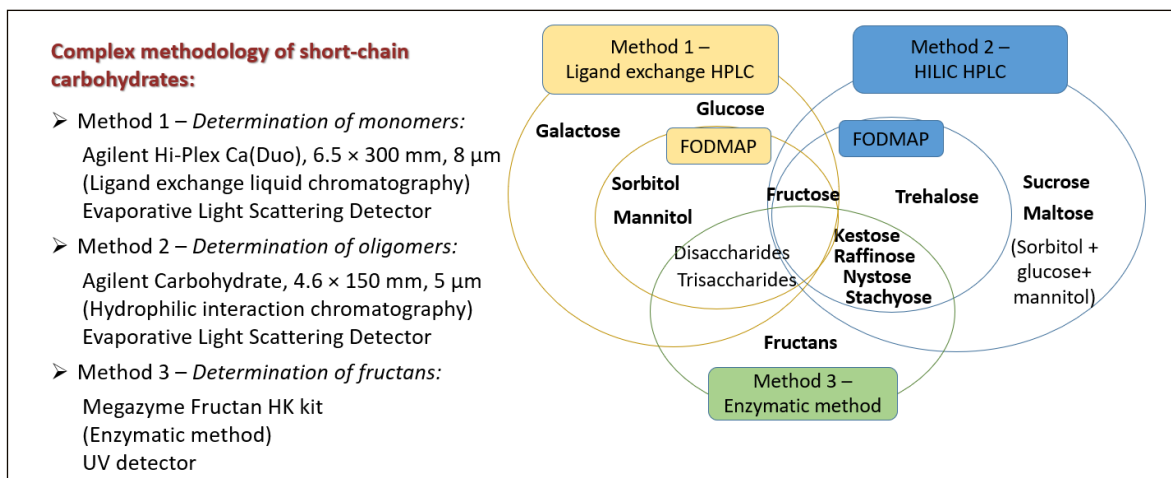 Complex methodology of short-chain
carbohydrates:
➢ Method 1 – Determination of monomers:
Agilent Hi-Plex Ca(Duo), 6.5 × 300 mm, 8 µm
(Ligand exchange liquid chromatography)
Evaporative Light Scattering Detector
➢ Method 2 – Determination of oligomers:
Agilent Carbohydrate, 4.6 × 150 mm, 5 µm
(Hydrophilic interaction chromatography)
Evaporative Light Scattering Detector
➢ Method 3 – Determination of fructans:
Megazyme Fructan HK kit
(Enzymatic method)
UV detector
Method 1 –
Ligand exchange HPLC
Method 2 –
HILIC HPLC
Glucose
Galactose
FODMAP
FODMAP
Sorbitol
Mannitol
Fructose
Trehalose
Sucrose
Maltose
(Sorbitol +
glucose+
mannitol)
Disaccharides
Trisaccharides
Kestose
Raffinose
Nystose
Stachyose
Fructans
Method 3 –
Enzymatic method